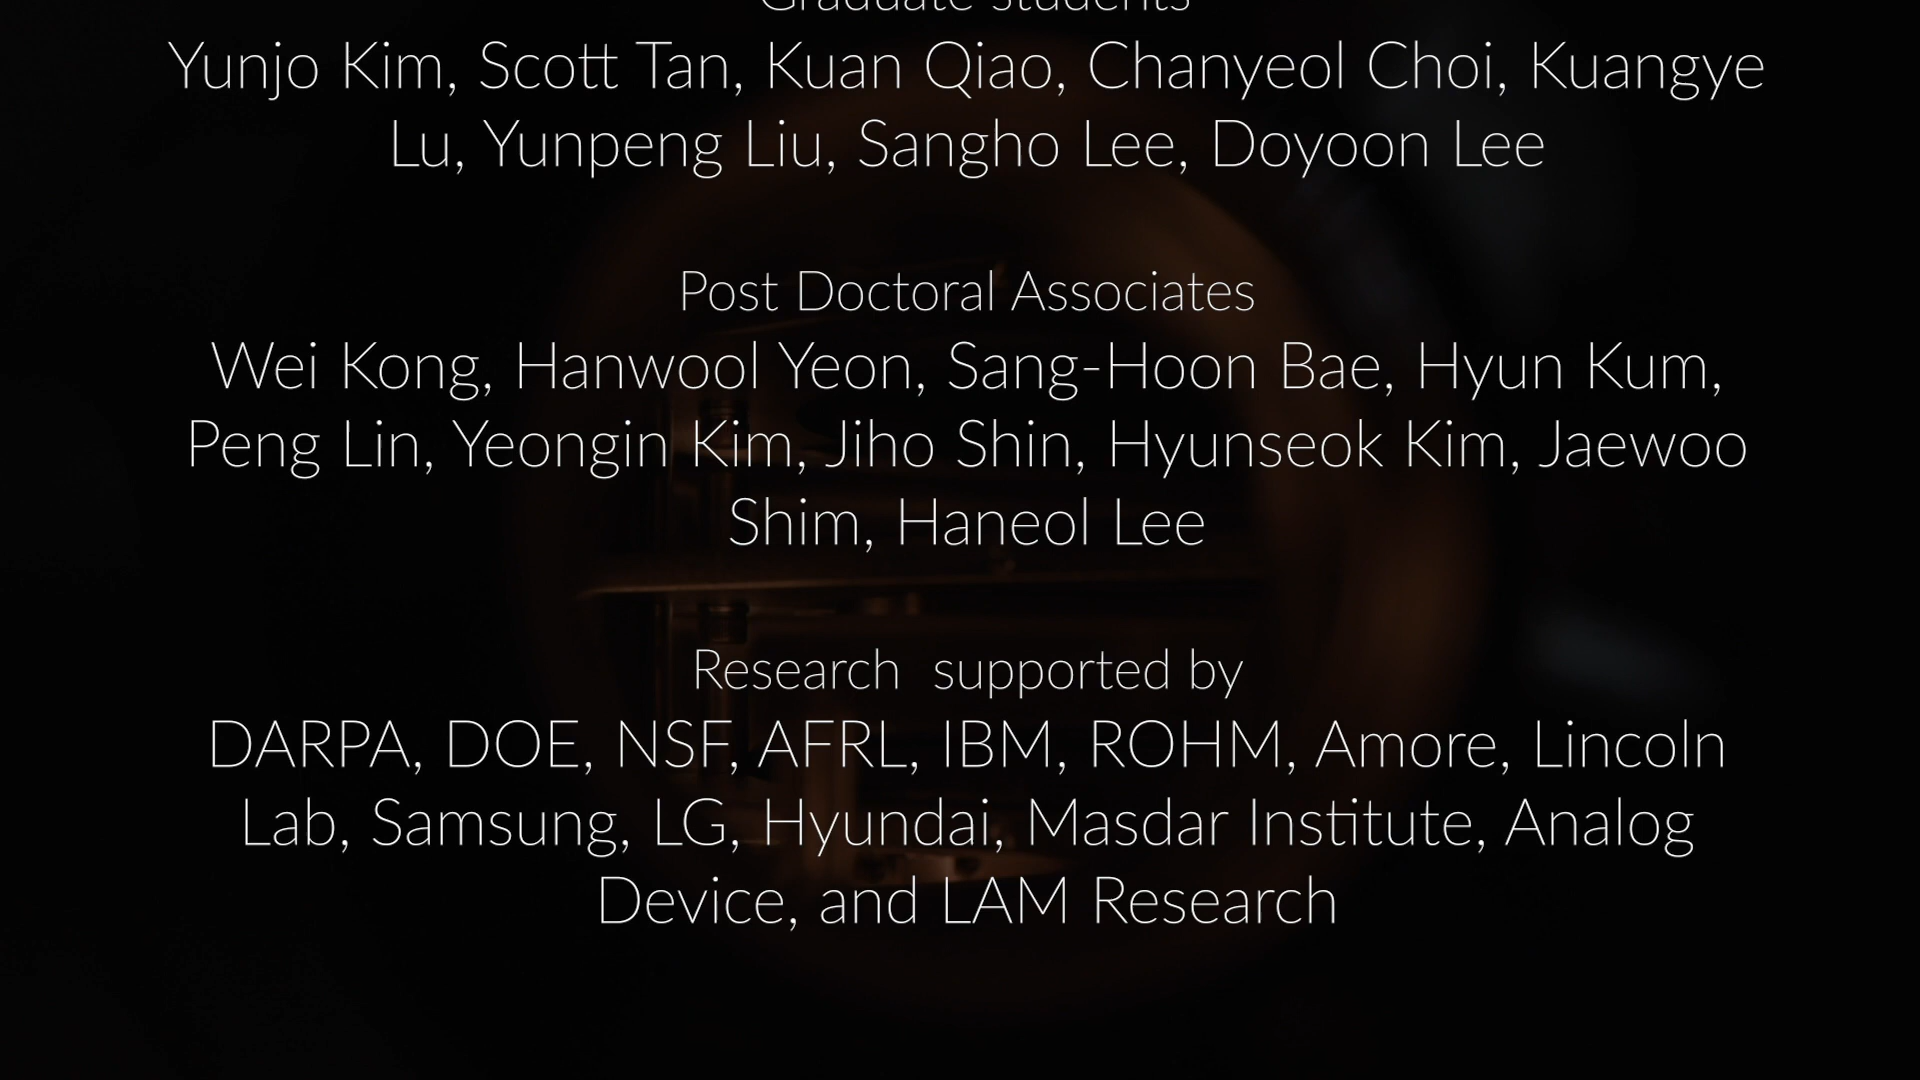 Graduate students
Yunjo Kim, Scott Tan, Kuan Qiao, Chanyeol Choi, Kuangye
Lu, Yunpeng Liu, Sangho Lee, Doyoon Lee
Post Doctoral Associates
Wei Kong, Hanwool Yeon, Sang-Hoon Bae, Hyun Kum,
Peng Lin, Yeongin Kim, Jiho Shin, Hyunseok Kim, Jaewoo
Shim, Haneol Lee
Research supported by
DARPA, DOE, NSF, AFRL, IBM, ROHM, Amore, Lincoln
Lab, Samsung, LG, Hyundai, Masdar Institute, Analog
Device, and LAM Research